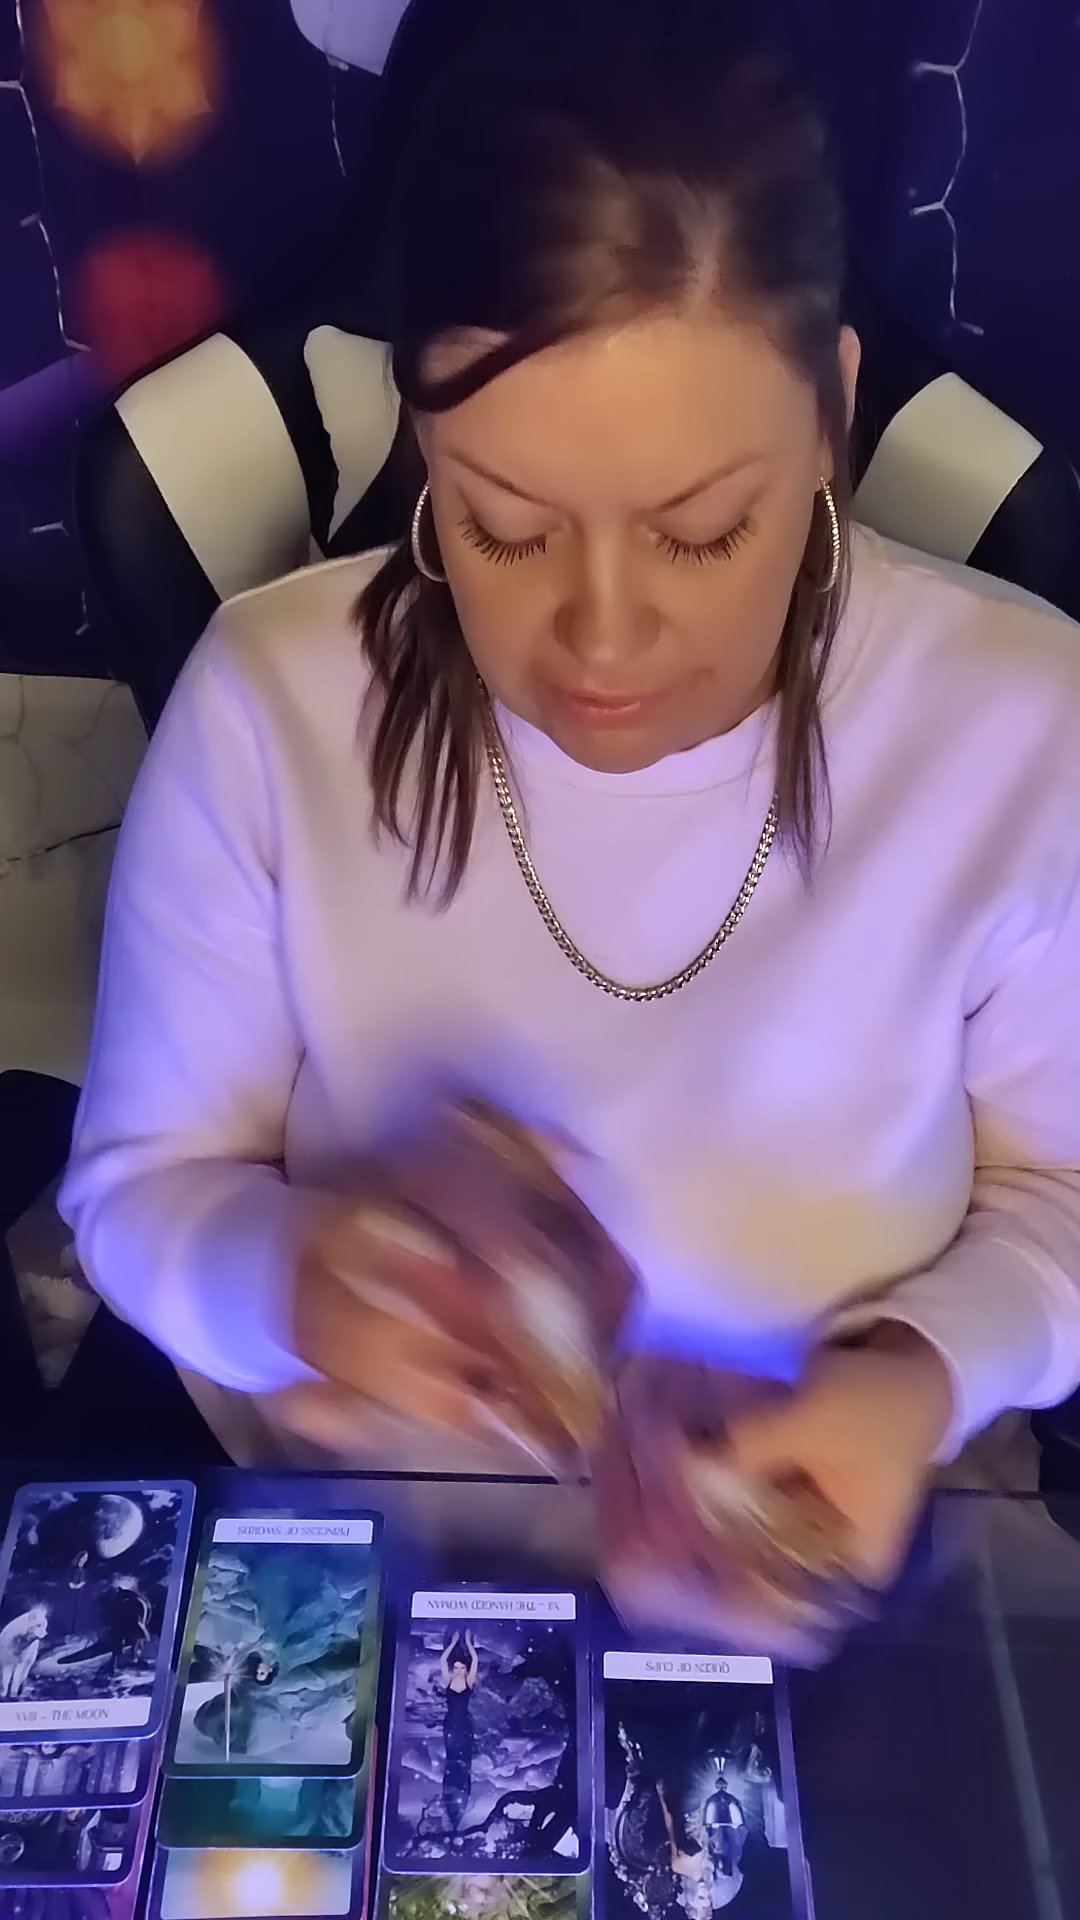 XVIII - THE MOON
PRINCESS OF SWORDS
XII - THE HANGED WOMAN
QUEEN OF CUPS